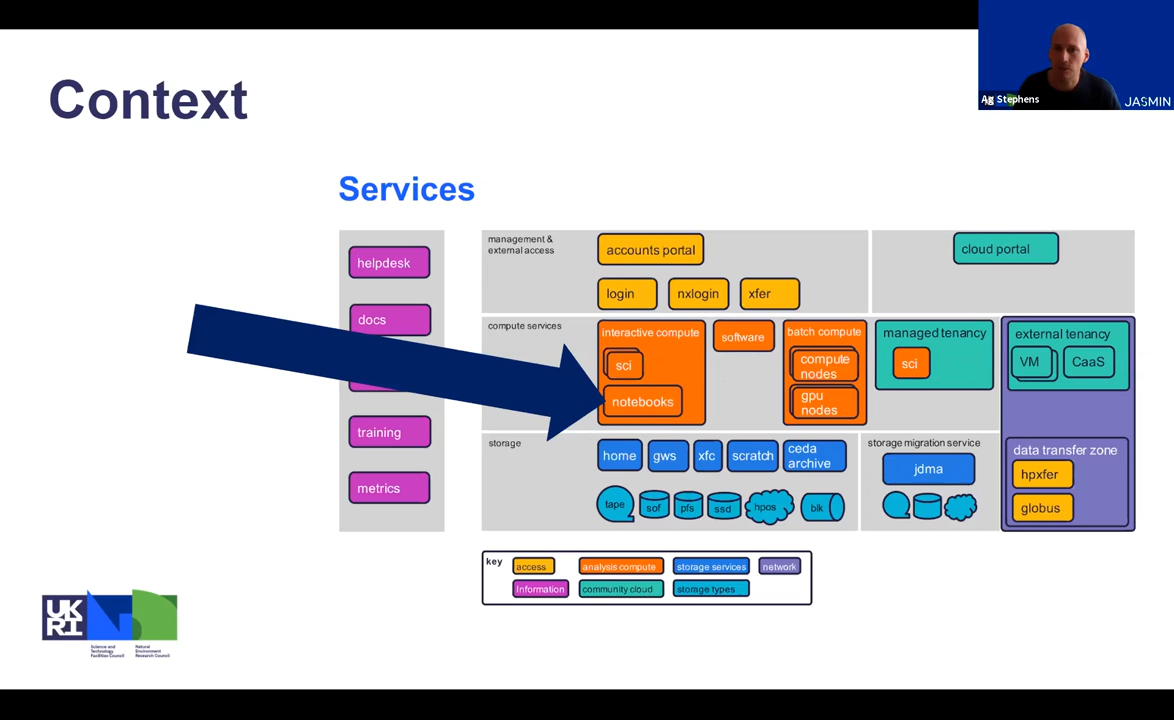 Ag Stephens
JASMIN
Context
Services
helpdesk
docs
training
metrics
management &
external access
accounts portal
login
nxlogin
xfer
cloud portal
compute services
interactive compute
sci
notebooks
software
batch compute
compute
nodes
gpu
nodes
managed tenancy
sci
external tenancy
VM
CaaS
storage
home
gws
xfc
scratch
ceda
archive
tape
sof
pfs
ssd
hpos
blk
storage migration service
jdma
data transfer zone
hpxfer
globus
key
access
analysis compute
storage services
network
Information
community cloud
storage types
UK
RI
Science and
Technology
Facilities Council
Natural
Environment
Research Council